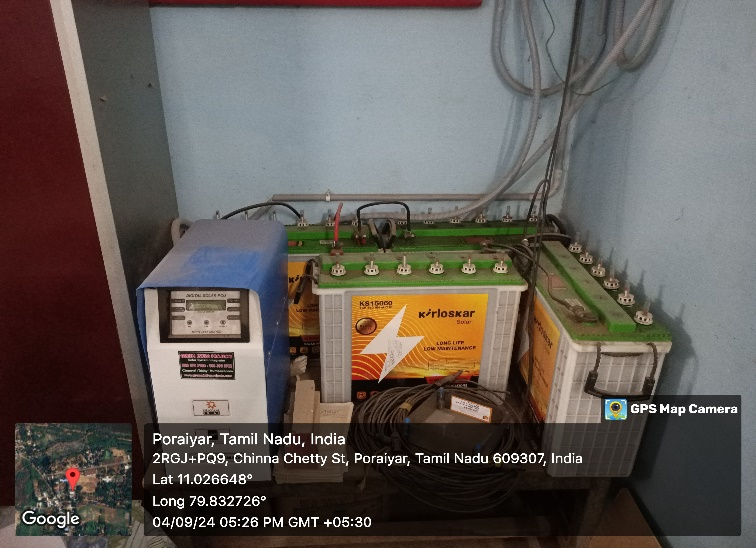 DIGITAL SOLAR PCU
KS15060
Kirloskar
Solar
LONG LIFE
LOW MAINTENANCE
GPS Map Camera
Poraiyar, Tamil Nadu, India
2RGJ+PQ9, Chinna Chetty St, Poraiyar, Tamil Nadu 609307, India
Lat 11.026648°
Long 79.832726°
04/09/24 05:26 PM GMT +05:30
Google